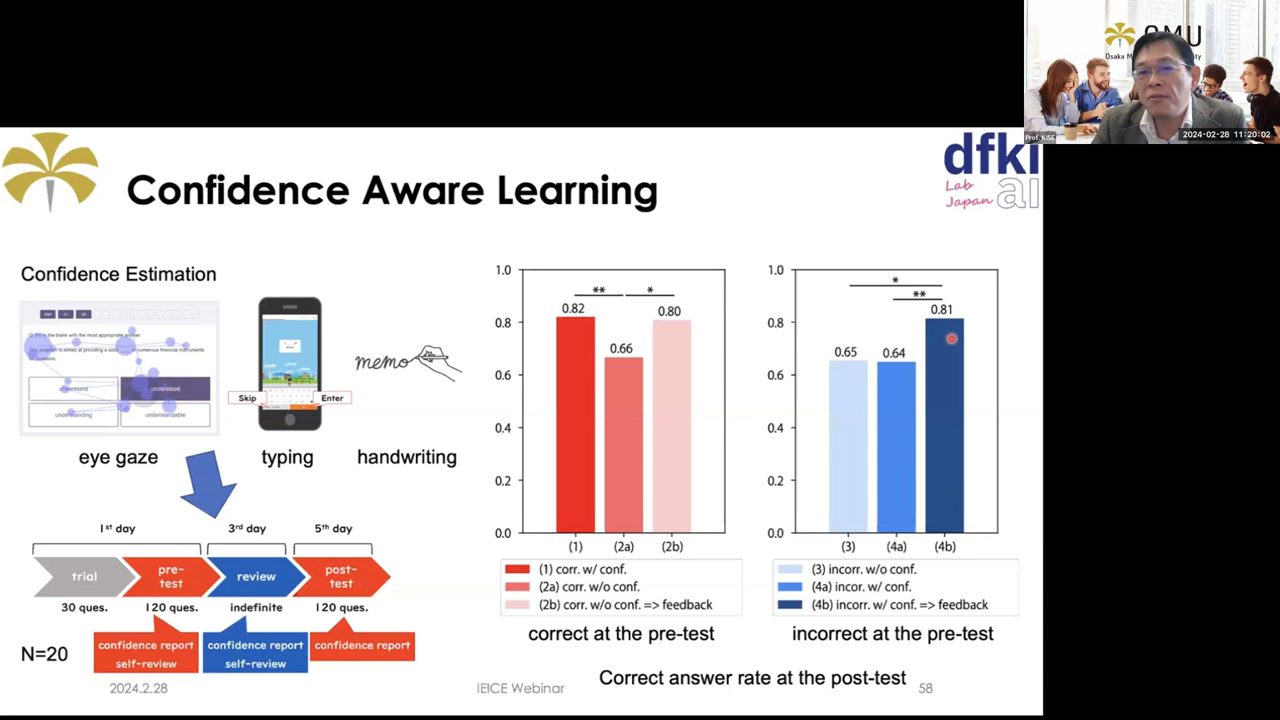 OMU
Prof. KISE
2024-02-28 11:20:02
dfki
Lab
Japan
ai
Confidence Aware Learning
Confidence Estimation
understand
understood
understanding
understandable
Skip
Enter
memo
eye gaze
typing
handwriting
1st day
3rd day
5th day
trial
pre-
test
review
post-
test
30 ques.
120 ques.
indefinite
120 ques.
confidence report
self-review
confidence report
self-review
confidence report
N=20
1.0
0.8
0.6
0.4
0.2
0.0
**
*
0.82
0.66
0.80
(1)
(2a)
(2b)
(1) corr. w/ conf.
(2a) corr. w/o conf.
(2b) corr. w/o conf. => feedback
correct at the pre-test
1.0
0.8
0.6
0.4
0.2
0.0
*
**
0.65
0.64
0.81
(3)
(4a)
(4b)
(3) incorr. w/o conf.
(4a) incor. w/ conf.
(4b) incorr. w/ conf. => feedback
incorrect at the pre-test
Correct answer rate at the post-test
2024.2.28
IEICE Webinar
58